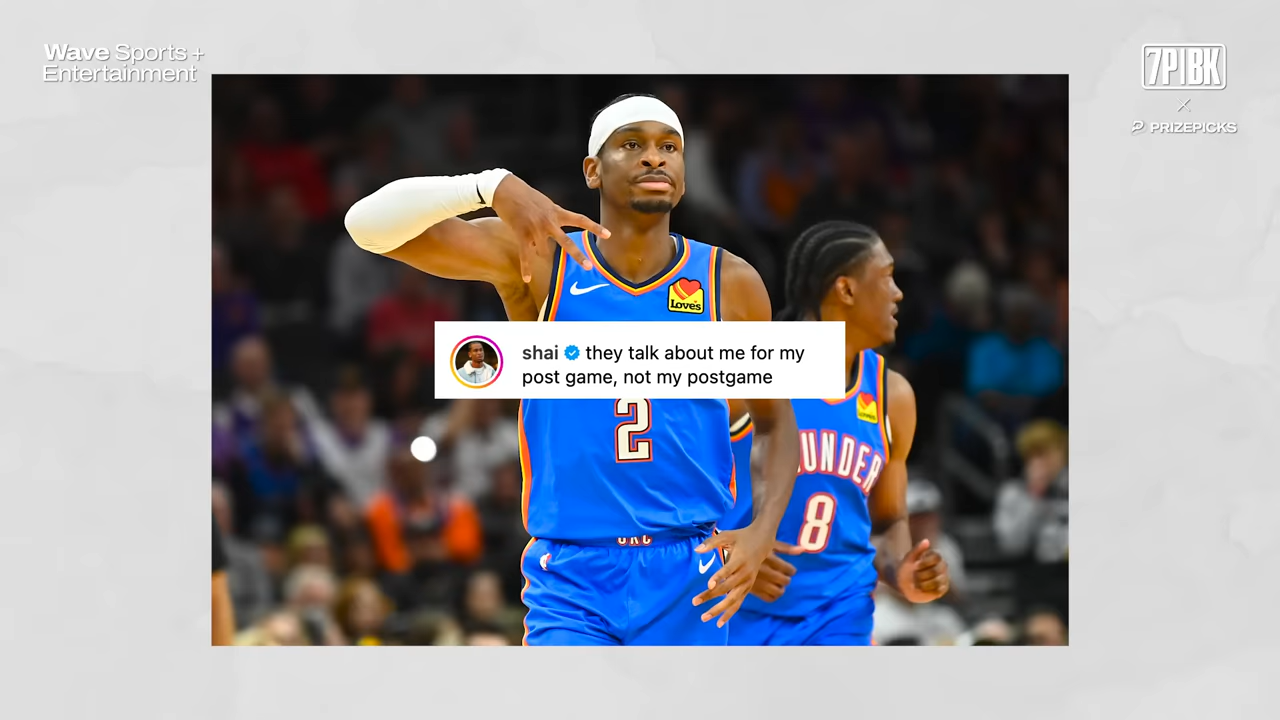 Wave Sports +
Entertainment
7PM BK
PRIZEPICKS
Loves
shai they talk about me for my
post game, not my postgame
2
UNDER
8
OKC